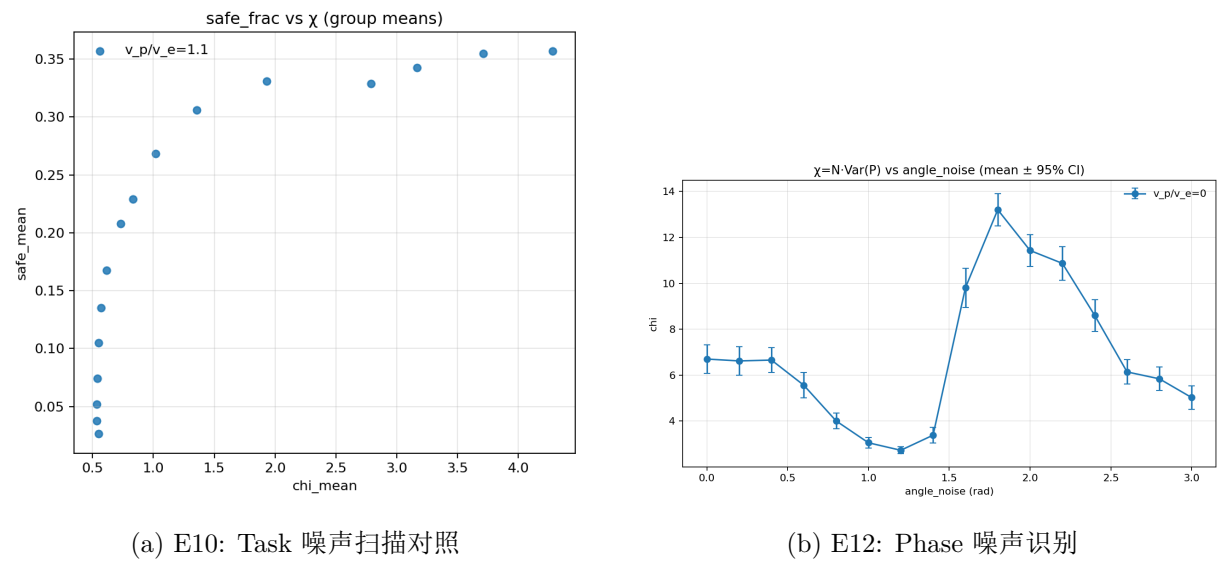 safe_frac vs χ (group means)
v_p/v_e=1.1
safe_mean
0.35
0.30
0.25
0.20
0.15
0.10
0.05
0.5 1.0 1.5 2.0 2.5 3.0 3.5 4.0
chi_mean
(a) E10: Task 噪声扫描对照
χ=N·Var(P) vs angle_noise (mean ± 95% CI)
v_p/v_e=0
chi
14
12
10
8
6
4
0.0 0.5 1.0 1.5 2.0 2.5 3.0
angle_noise (rad)
(b) E12: Phase 噪声识别